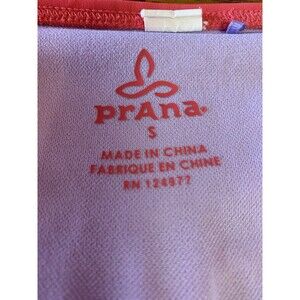 prAna
S
MADE IN CHINA
FABRIQUE EN CHINE
RN 124977